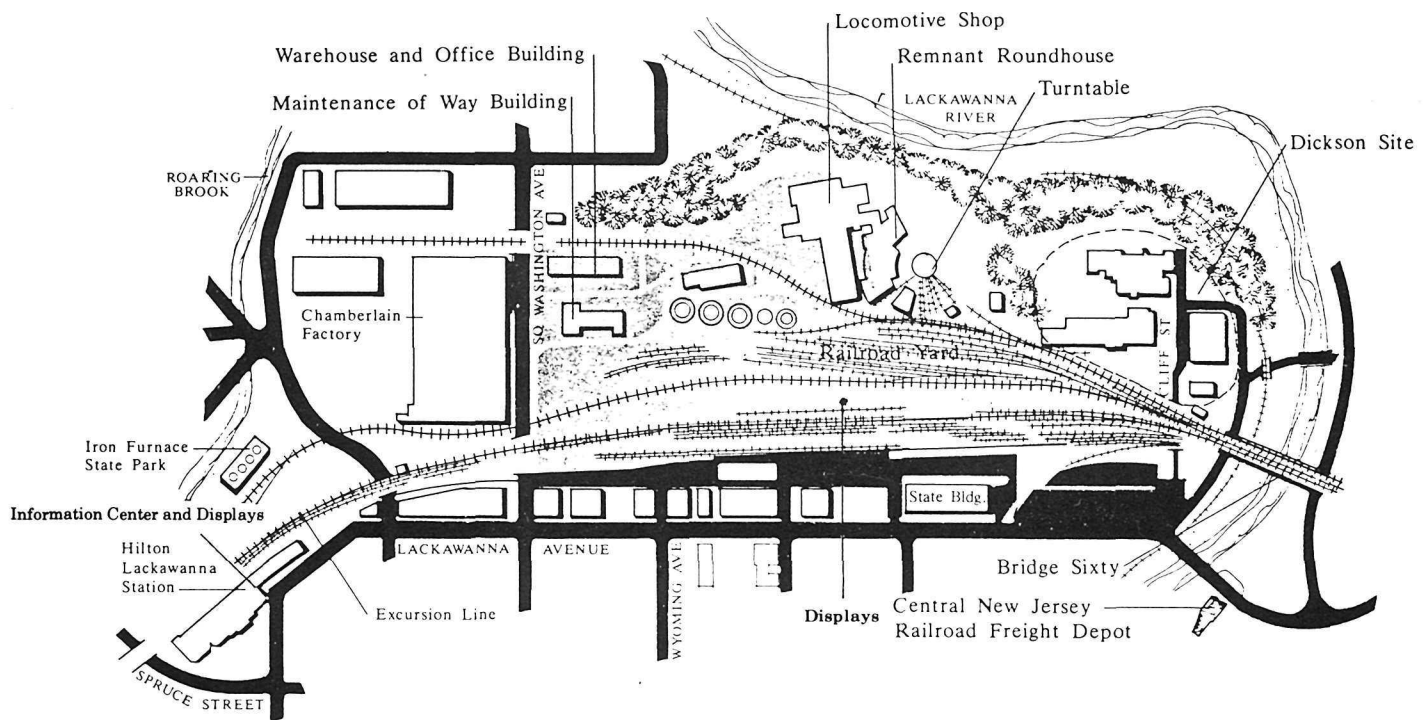 Locomotive Shop
Warehouse and Office Building
Remnant Roundhouse
Maintenance of Way Building
Turntable
LACKAWANNA
RIVER
Dickson Site
ROARING
BROOK
SQ WASHINGTON AVE
Chamberlain
Factory
Railroad Yard
CLIFF ST
Iron Furnace
State Park
State Bldg.
Information Center and Displays
Hilton
Lackawanna
Station
LACKAWANNA AVENUE
WYOMING AVE
Bridge Sixty
Excursion Line
Displays
Central New Jersey
Railroad Freight Depot
SPRUCE STREET